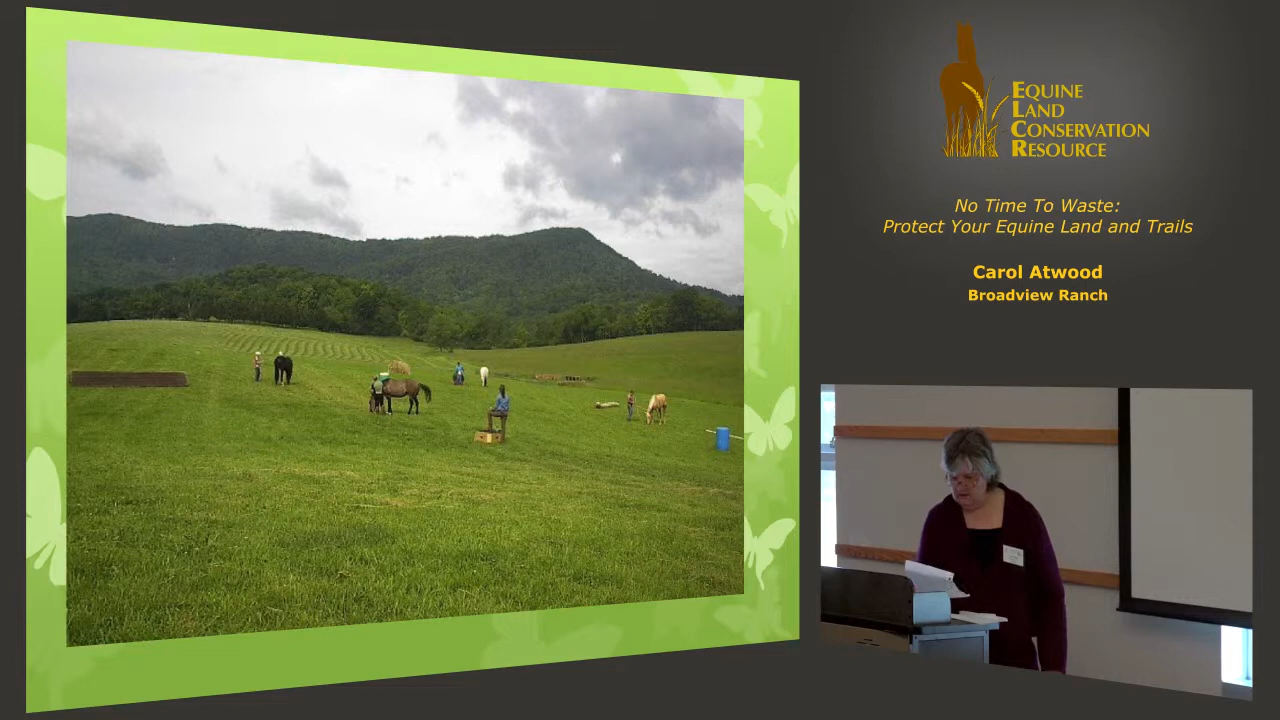 EQUINE
LAND
CONSERVATION
RESOURCE
No Time To Waste:
Protect Your Equine Land and Trails
Carol Atwood
Broadview Ranch